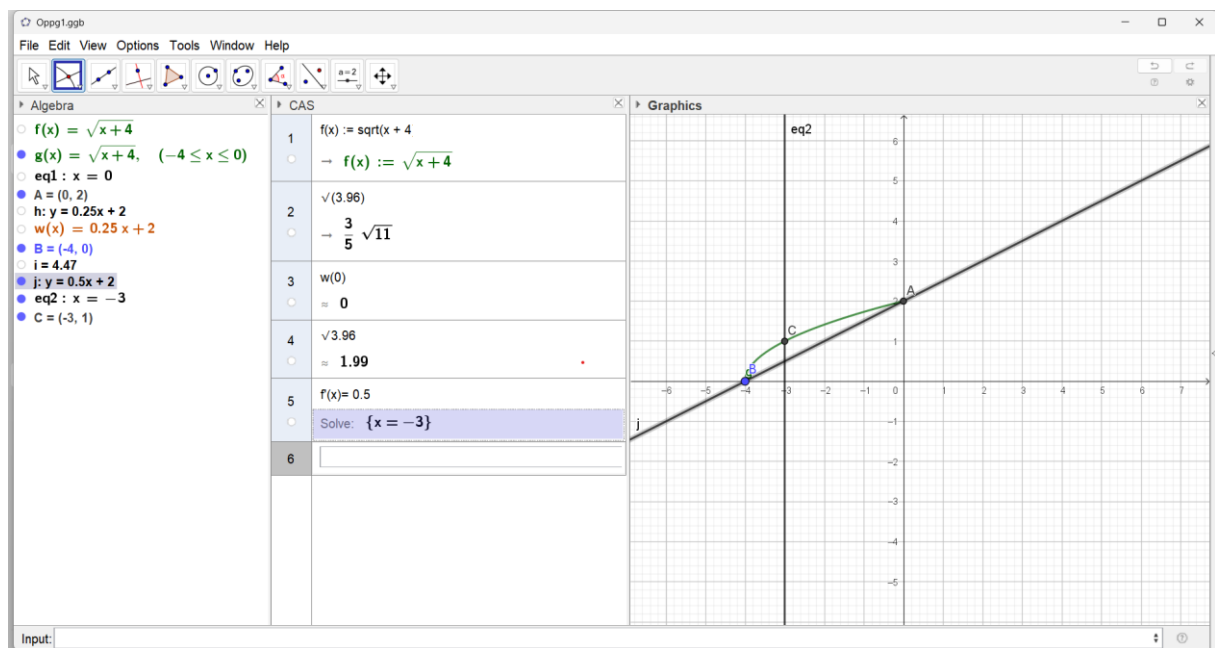 Oppg1.ggb
File Edit View Options Tools Window Help
a=2
Algebra
f(x) = √(x+4)
g(x) = √(x+4), (−4 ≤ x ≤ 0)
eq1 : x = 0
A = (0, 2)
h: y = 0.25x + 2
w(x) = 0.25 x + 2
B = (-4, 0)
i = 4.47
j: y = 0.5x + 2
eq2 : x = −3
C = (-3, 1)
CAS
1
f(x) := sqrt(x + 4
→ f(x) := √(x+4)
2
√(3.96)
→ 3/5 √11
3
w(0)
≈ 0
4
√3.96
≈ 1.99
5
f'(x)= 0.5
Solve: {x = −3}
6
Graphics
eq2
6
5
4
3
A
2
C
1
B
−6 −5 −4 −3 −2 −1 0 1 2 3 4 5 6 7
j
−1
−2
−3
−4
−5
Input: